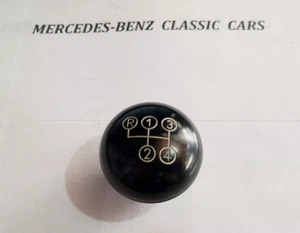 MERCEDES-BENZ CLASSIC CARS
R 1 3
2 4